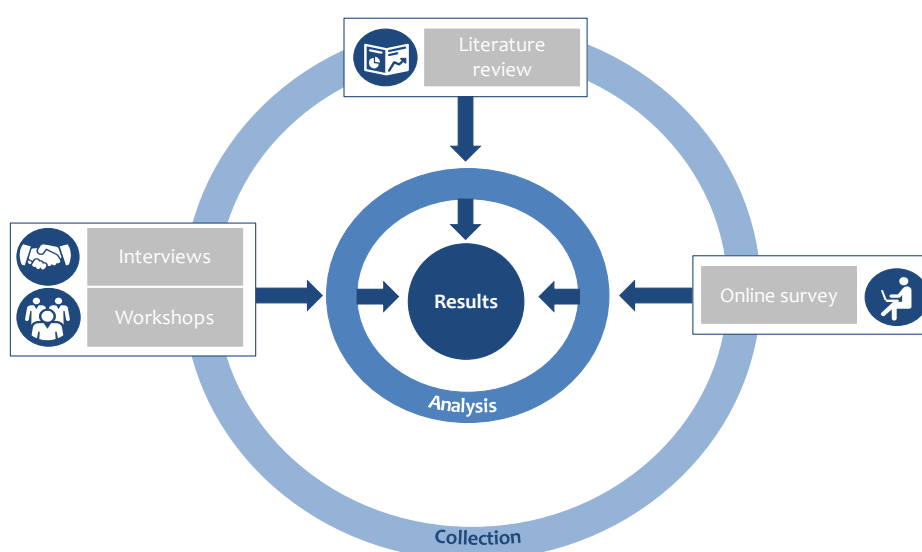 Literature
review
Interviews
Workshops
Results
Online survey
Analysis
Collection